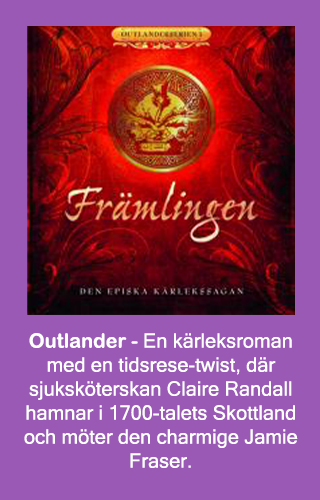 OUTLANDERSERIEN 1
Främlingen
DEN EPISKA KÄRLEKSSAGAN
Outlander - En kärleksroman
med en tidsrese-twist, där
sjuksköterskan Claire Randall
hamnar i 1700-talets Skottland
och möter den charmige Jamie
Fraser.